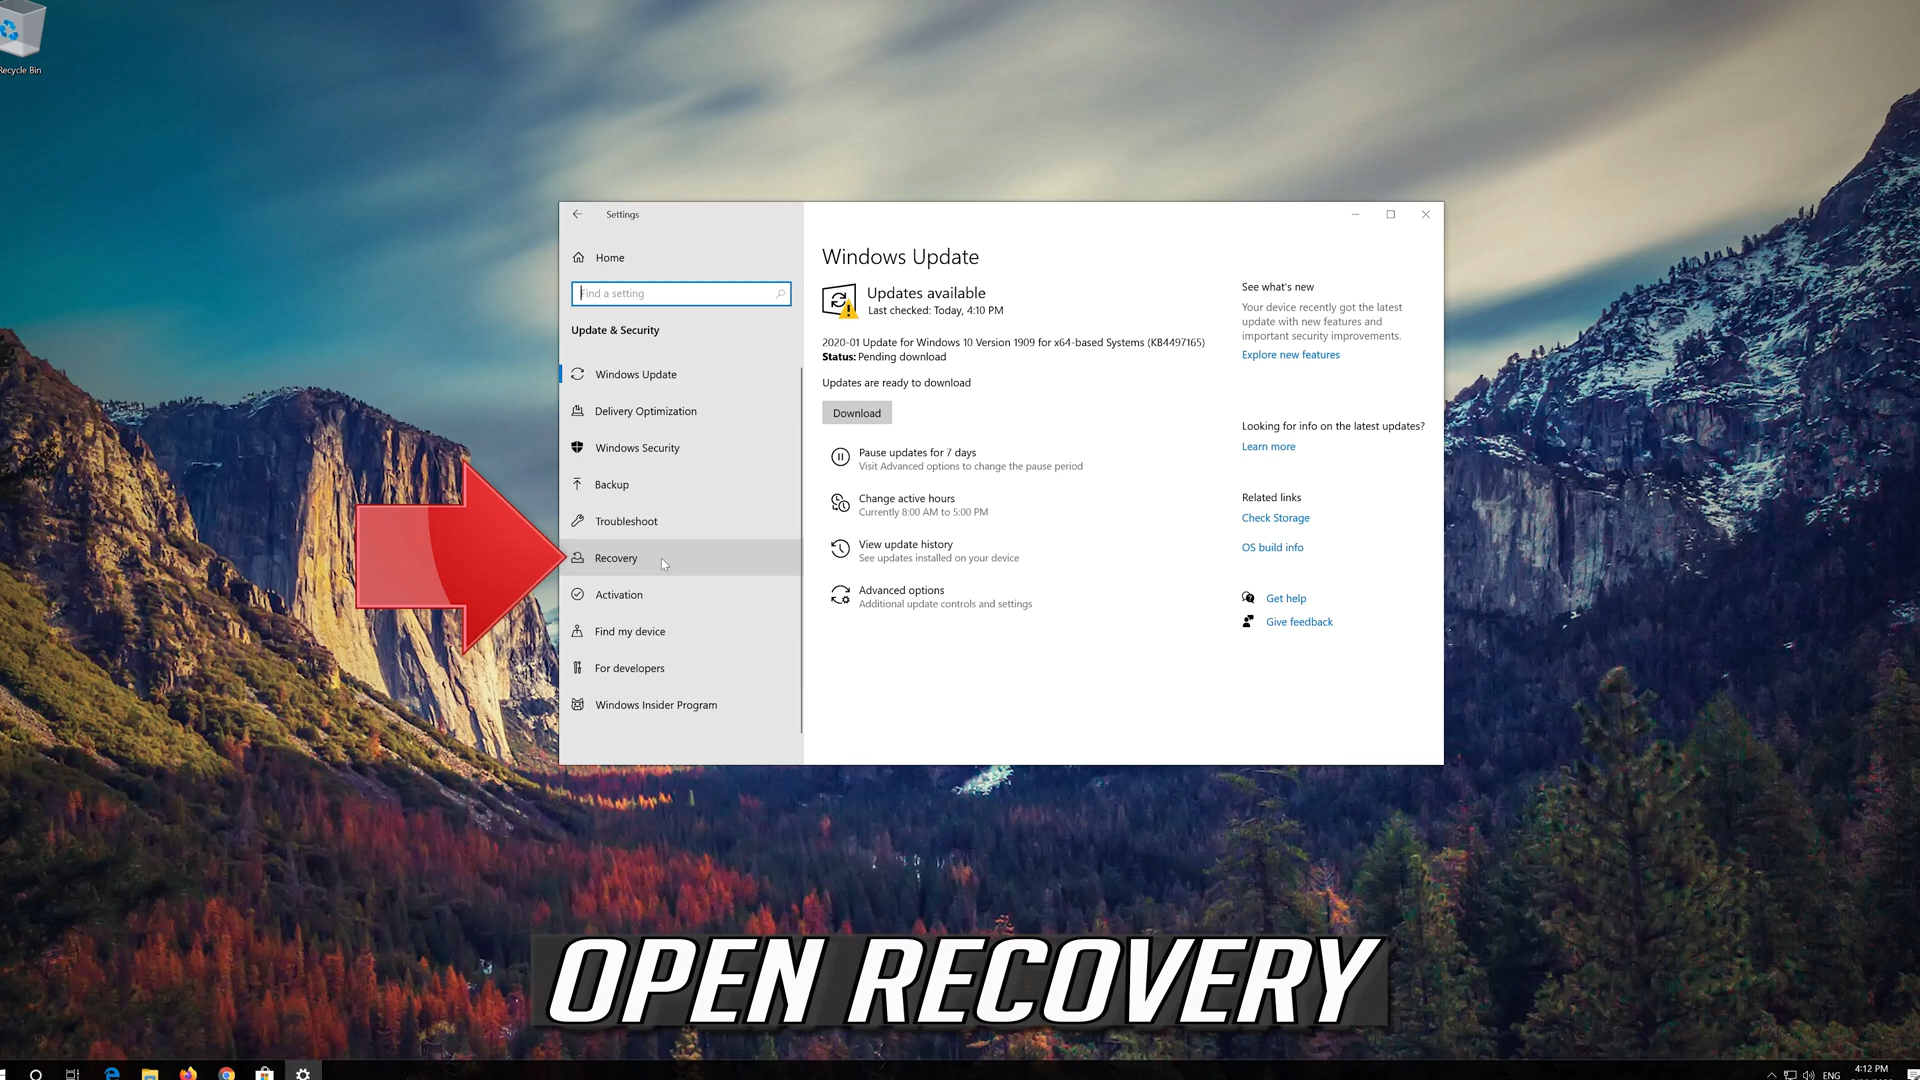 Recycle Bin
Settings
Home
Find a setting
Update & Security
Windows Update
Delivery Optimization
Windows Security
Backup
Troubleshoot
Recovery
Activation
Find my device
For developers
Windows Insider Program
Windows Update
Updates available
Last checked: Today, 4:10 PM
2020-01 Update for Windows 10 Version 1909 for x64-based Systems (KB4497165)
Status: Pending download
Updates are ready to download
Download
Pause updates for 7 days
Visit Advanced options to change the pause period
Change active hours
Currently 8:00 AM to 5:00 PM
View update history
See updates installed on your device
Advanced options
Additional update controls and settings
See what's new
Your device recently got the latest
update with new features and
important security improvements.
Explore new features
Looking for info on the latest updates?
Learn more
Related links
Check Storage
OS build info
Get help
Give feedback
OPEN RECOVERY
ENG
4:12 PM